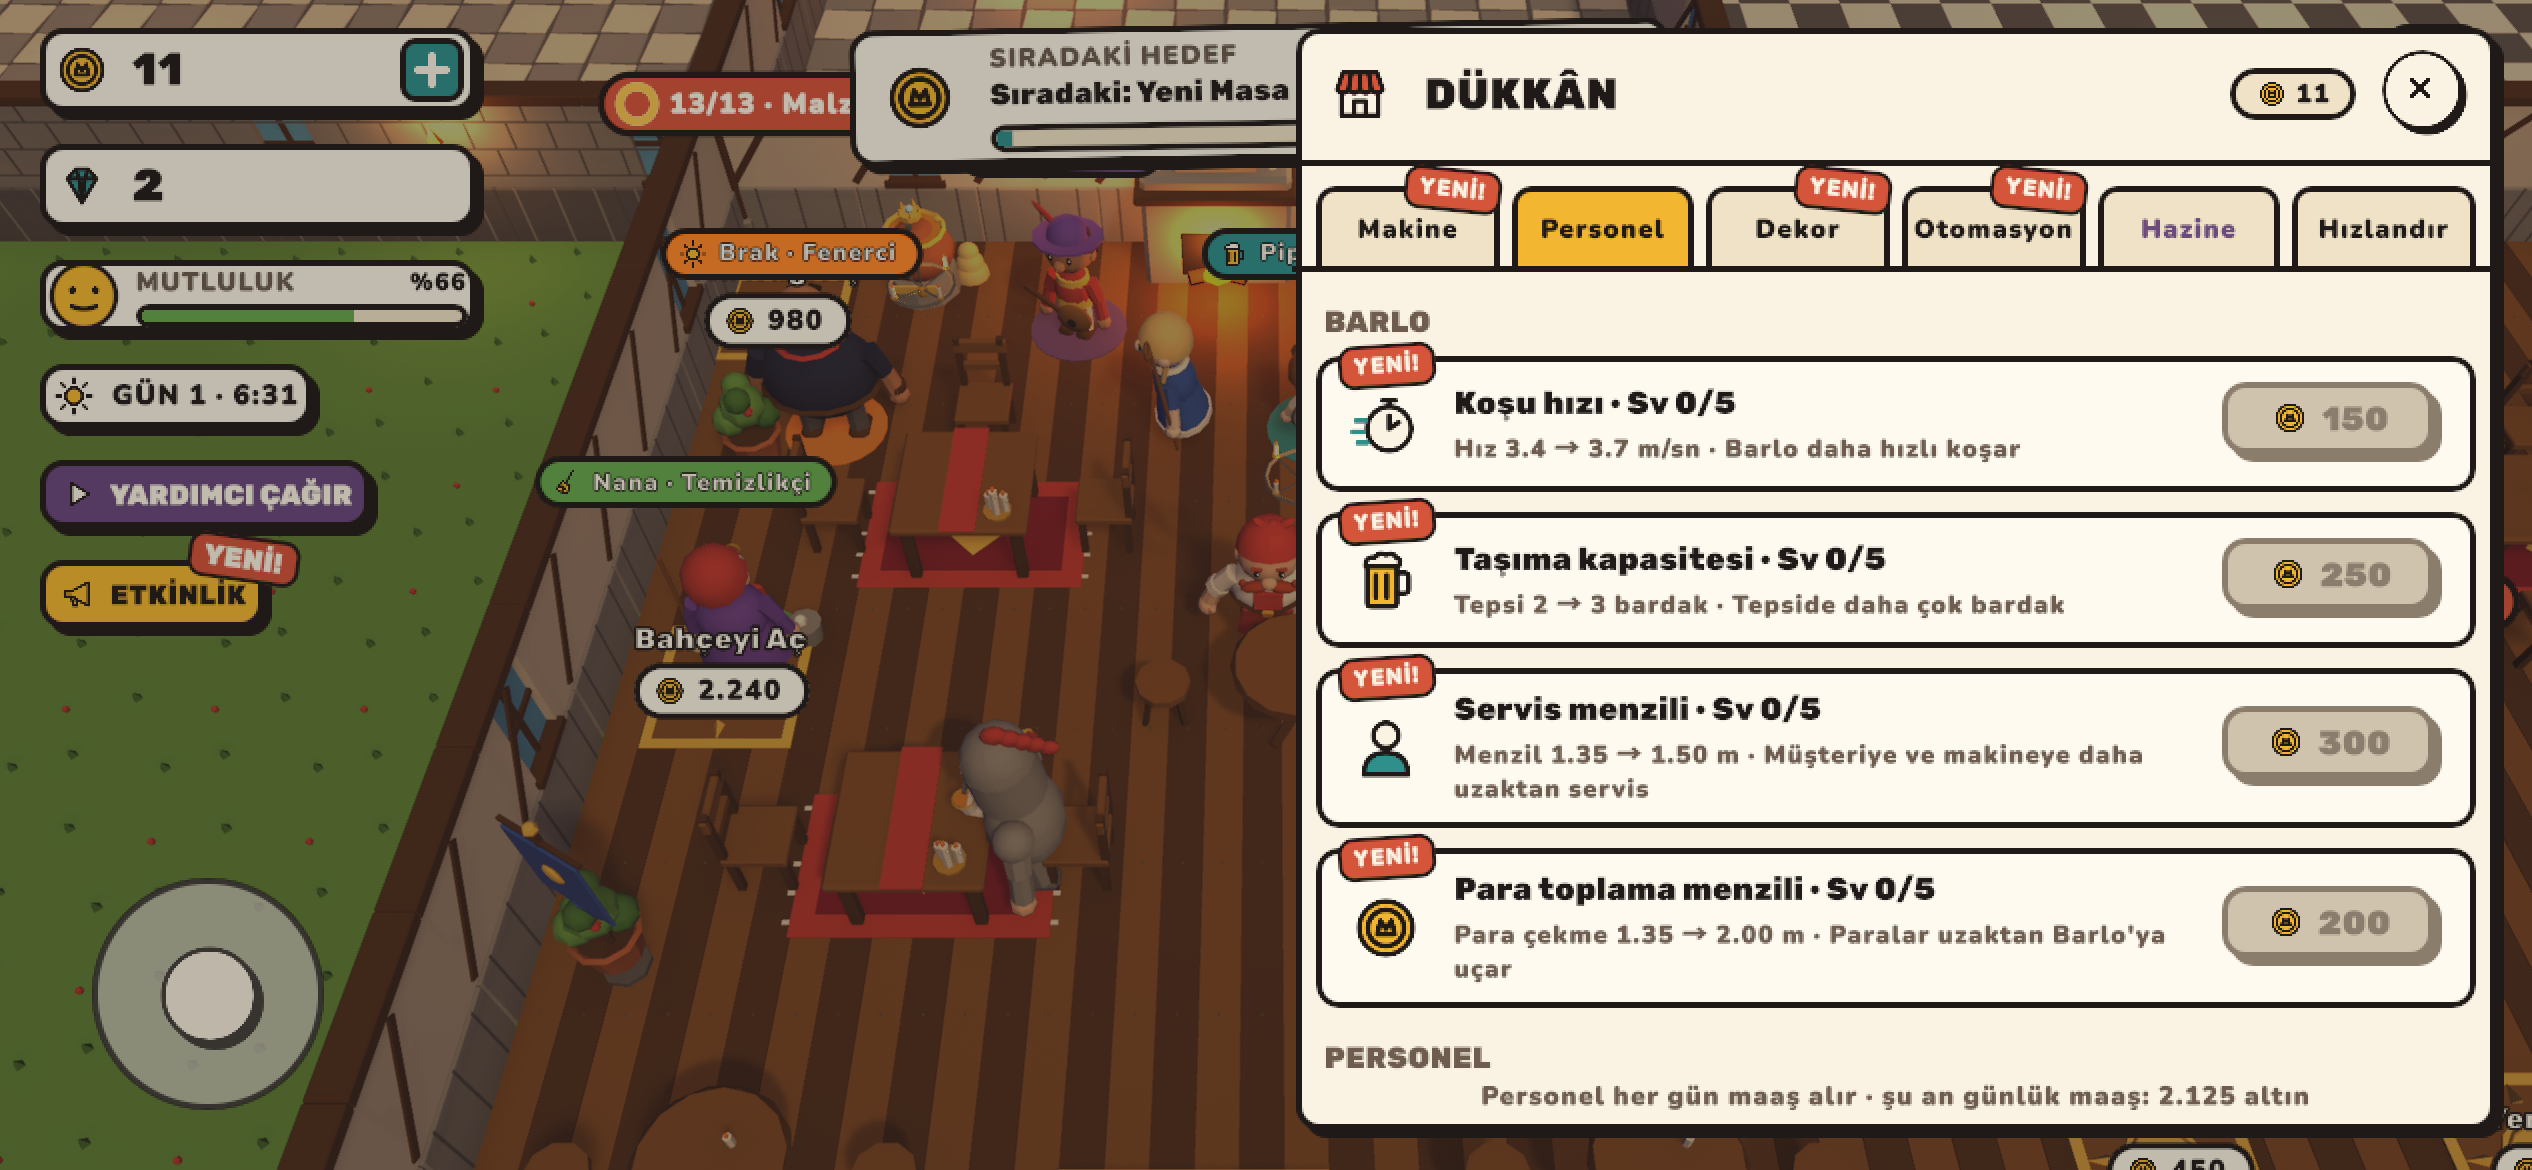 11
2
MUTLULUK %66
GÜN 1 · 6:31
YARDIMCI ÇAĞIR
YENİ!
ETKİNLİK
13/13 · Malz
SIRADAKİ HEDEF
Sıradaki: Yeni Masa
Brak · Fenerci
980
Pip
Nana · Temizlikçi
Bahçeyi Aç
2.240
DÜKKÂN
11
YENİ! YENİ! YENİ!
Makine Personel Dekor Otomasyon Hazine Hızlandır
BARLO
YENİ!
Koşu hızı · Sv 0/5
Hız 3.4 → 3.7 m/sn · Barlo daha hızlı koşar
150
YENİ!
Taşıma kapasitesi · Sv 0/5
Tepsi 2 → 3 bardak · Tepside daha çok bardak
250
YENİ!
Servis menzili · Sv 0/5
Menzil 1.35 → 1.50 m · Müşteriye ve makineye daha
uzaktan servis
300
YENİ!
Para toplama menzili · Sv 0/5
Para çekme 1.35 → 2.00 m · Paralar uzaktan Barlo'ya
uçar
200
PERSONEL
Personel her gün maaş alır · şu an günlük maaş: 2.125 altın
450